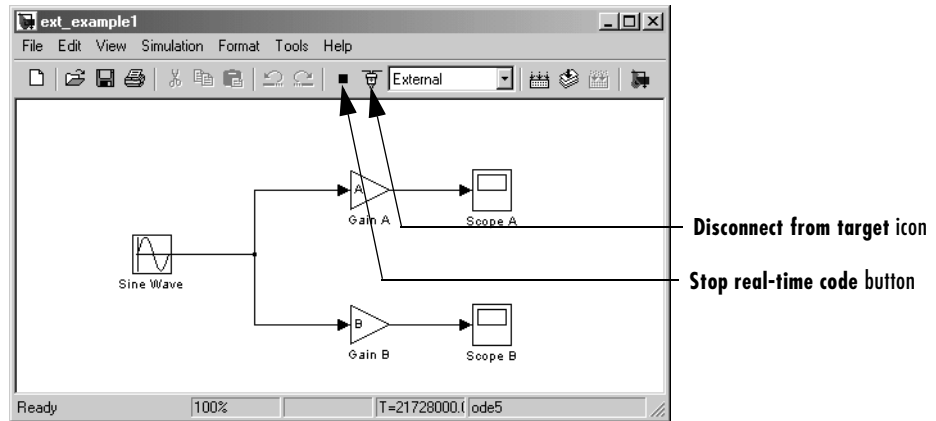 ext_example1
File Edit View Simulation Format Tools Help
External
A
Gain A
Scope A
Sine Wave
B
Gain B
Scope B
Disconnect from target icon
Stop real-time code button
Ready 100% T=21728000.( ode5